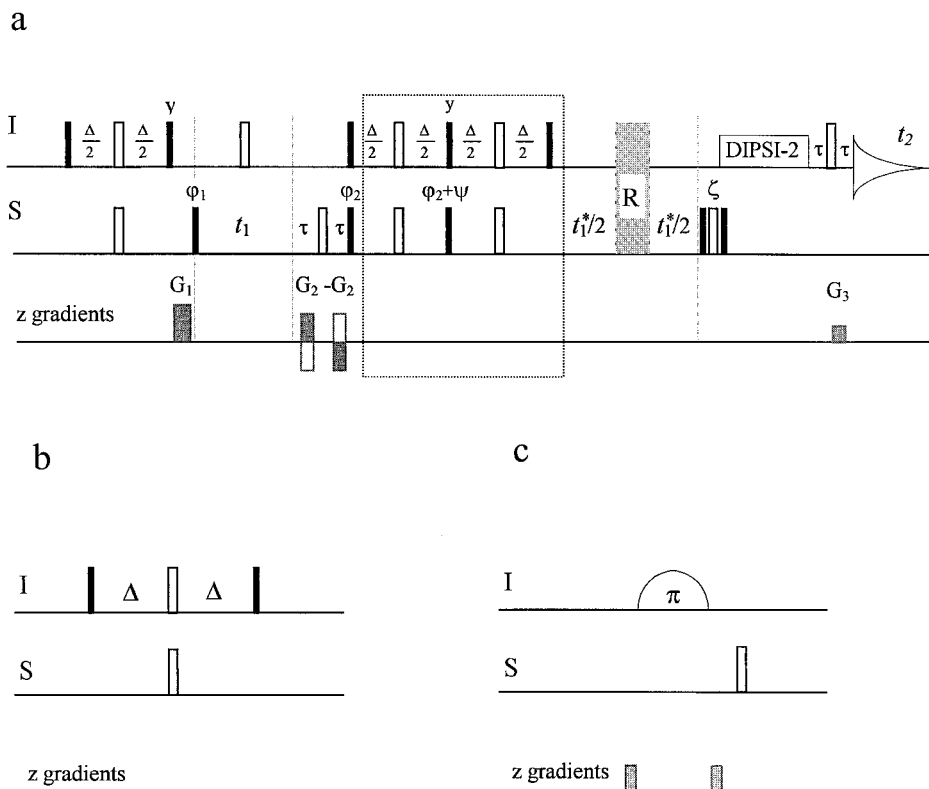 a
y y
I Δ/2 Δ/2 Δ/2 Δ/2 Δ/2 Δ/2 DIPSI-2 τ τ t₂
φ₁ φ₂ φ₂+ψ R ζ
S t₁ τ τ t₁*/2 t₁*/2
G₁ G₂ -G₂ G₃
z gradients
b c
I Δ Δ I π
S S
z gradients z gradients